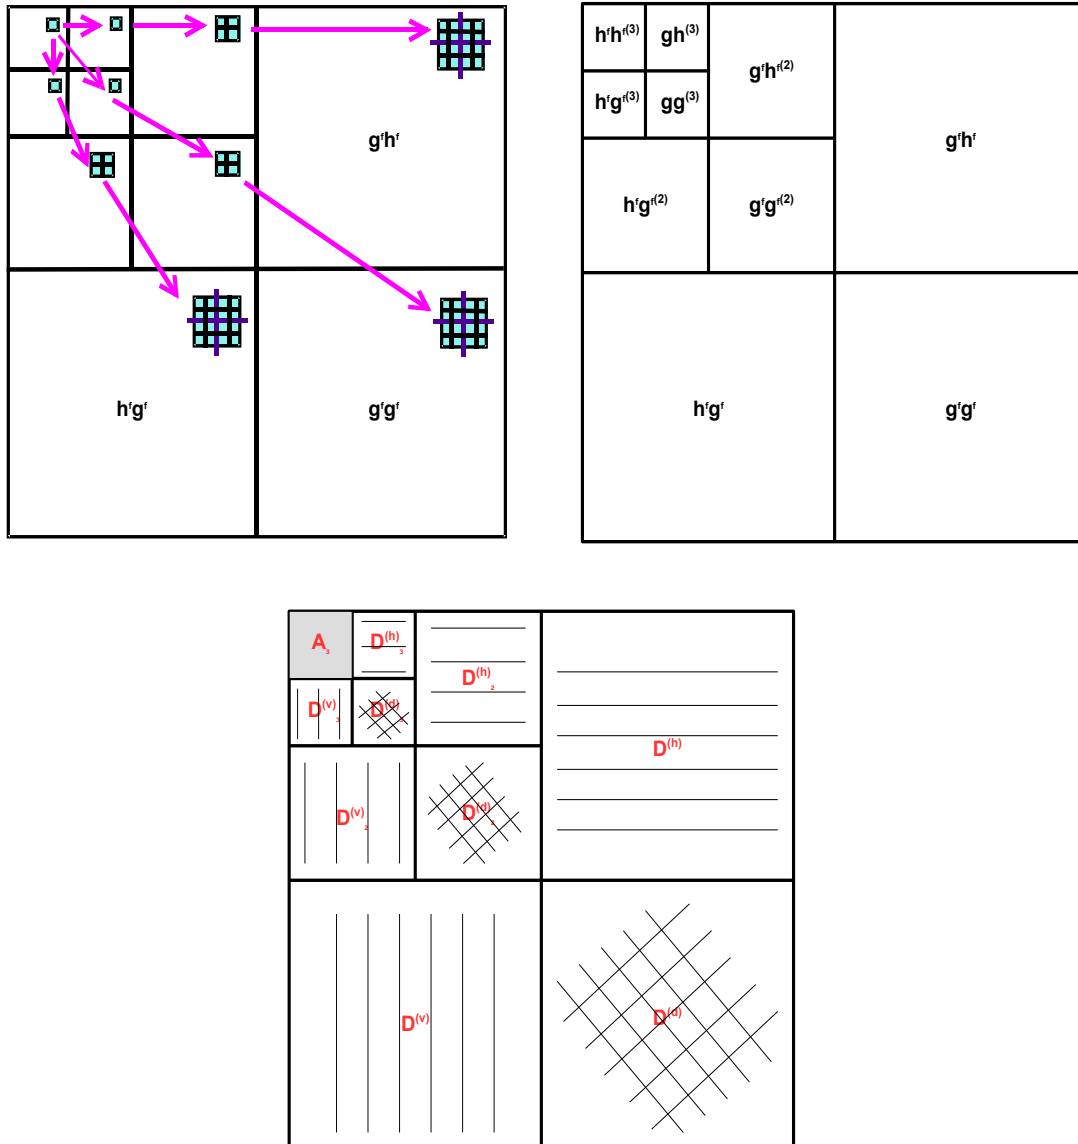 gᶠhᶠ
hᶠgᶠ gᶠgᶠ
hᶠhᶠ⁽³⁾ gh⁽³⁾
gᶠhᶠ⁽²⁾
hᶠgᶠ⁽³⁾ gg⁽³⁾
gᶠhᶠ
hᶠgᶠ⁽²⁾ gᶠgᶠ⁽²⁾
hᶠgᶠ gᶠgᶠ
A₃ D⁽ʰ⁾₃
D⁽ʰ⁾₂
D⁽ᵛ⁾₃ D⁽ᵈ⁾₃
D⁽ʰ⁾
D⁽ᵛ⁾₂ D⁽ᵈ⁾₂
D⁽ᵛ⁾ D⁽ᵈ⁾